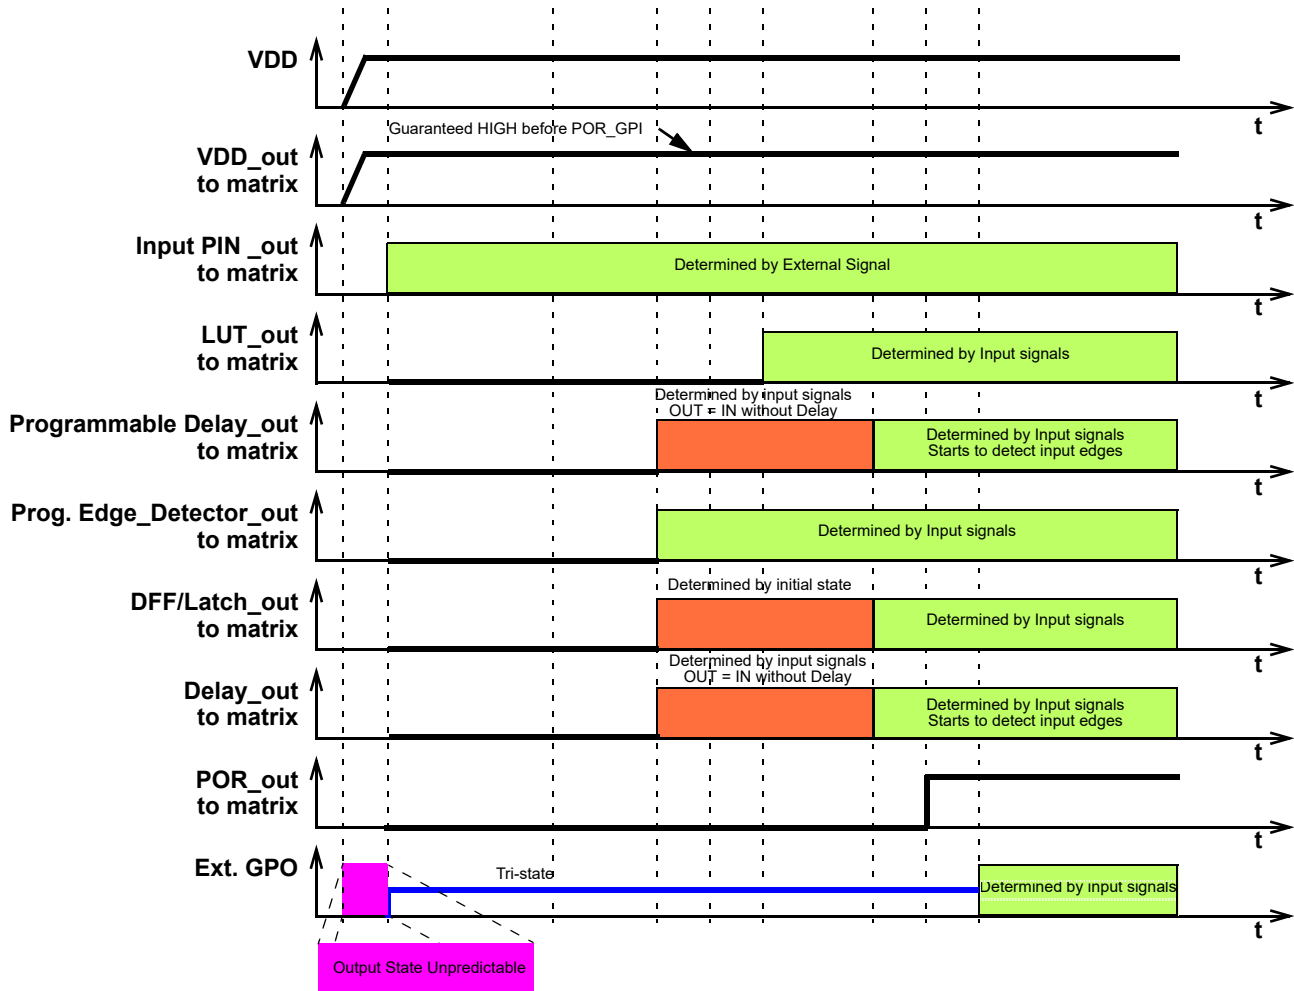 VDD
t
Guaranteed HIGH before POR_GPI
VDD_out
to matrix
t
Input PIN _out
to matrix
Determined by External Signal
t
LUT_out
to matrix
Determined by Input signals
t
Determined by input signals
OUT = IN without Delay
Programmable Delay_out
to matrix
Determined by Input signals
Starts to detect input edges
t
Prog. Edge_Detector_out
to matrix
Determined by Input signals
t
Determined by initial state
DFF/Latch_out
to matrix
Determined by Input signals
t
Determined by input signals
OUT = IN without Delay
Delay_out
to matrix
Determined by Input signals
Starts to detect input edges
t
POR_out
to matrix
t
Ext. GPO
Tri-state
Determined by input signals
t
Output State Unpredictable